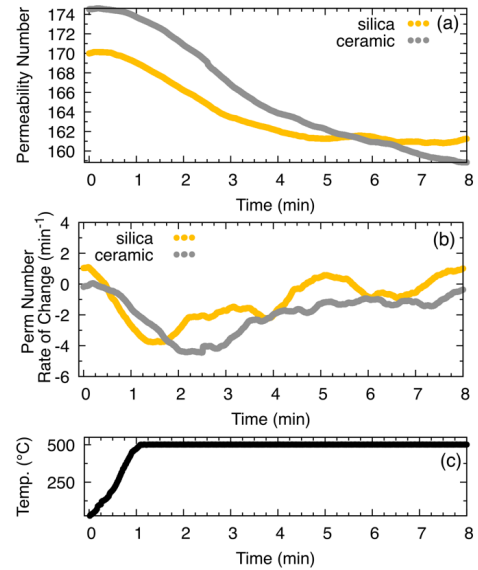 174
172
170
168
166
164
162
160
Permeability Number
silica
ceramic
(a)
0 1 2 3 4 5 6 7 8
Time (min)
4
2
0
-2
-4
-6
Perm Number
Rate of Change (min-1)
silica
ceramic
(b)
0 1 2 3 4 5 6 7 8
Time (min)
500
250
Temp. (°C)
(c)
0 1 2 3 4 5 6 7 8
Time (min)